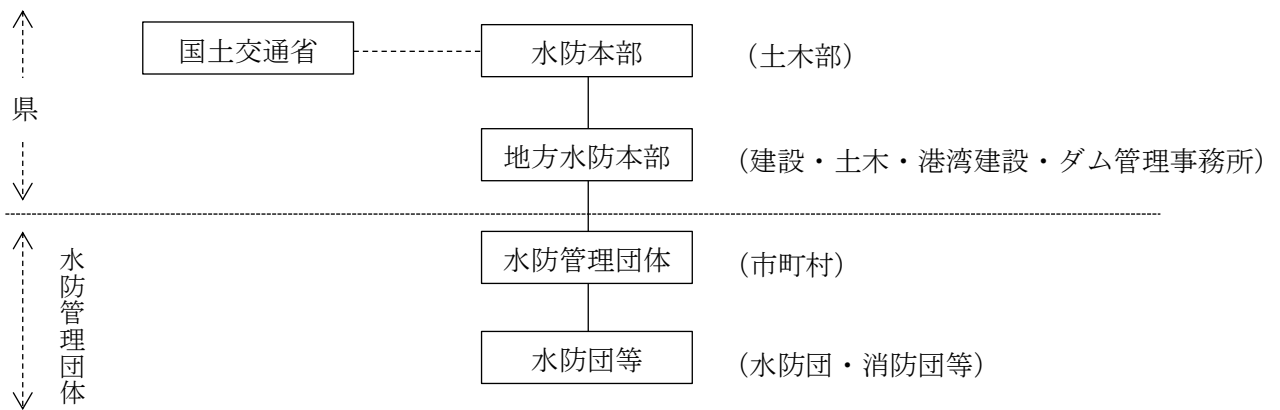 国土交通省
水防本部
（土木部）
県
地方水防本部
（建設・土木・港湾建設・ダム管理事務所）
水防管理団体
水防管理団体
（市町村）
水防団等
（水防団・消防団等）